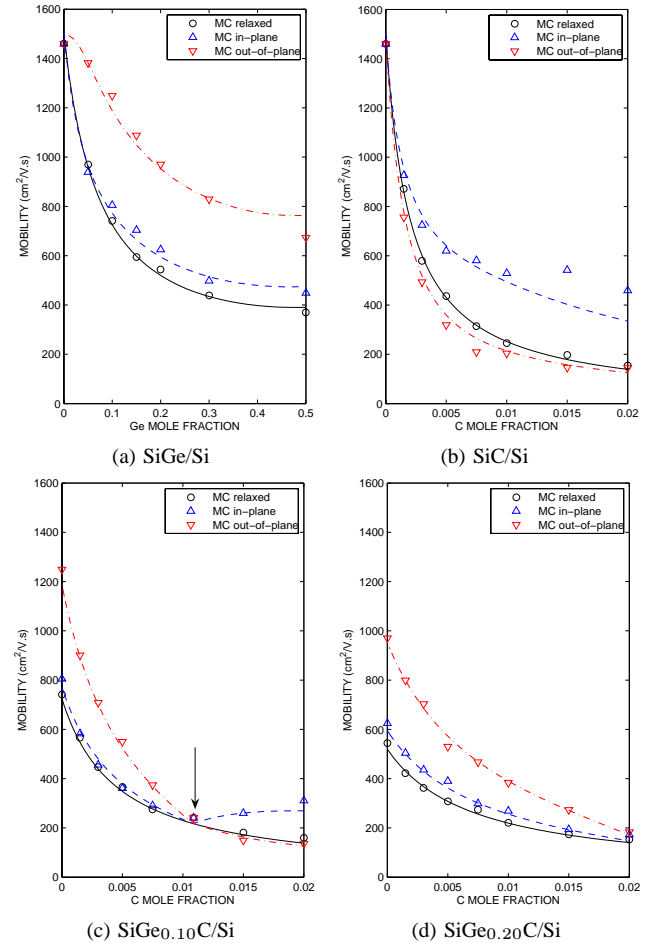 1600
1400
1200
1000
800
600
400
200
0
MOBILITY (cm²/V.s)
MC relaxed
MC in−plane
MC out−of−plane
0 0.1 0.2 0.3 0.4 0.5
Ge MOLE FRACTION
(a) SiGe/Si
1600
1400
1200
1000
800
600
400
200
0
MOBILITY (cm²/V.s)
MC relaxed
MC in−plane
MC out−of−plane
0 0.005 0.01 0.015 0.02
C MOLE FRACTION
(b) SiC/Si
1600
1400
1200
1000
800
600
400
200
0
MOBILITY (cm²/V.s)
MC relaxed
MC in−plane
MC out−of−plane
0 0.005 0.01 0.015 0.02
C MOLE FRACTION
(c) SiGe₀.₁₀C/Si
1600
1400
1200
1000
800
600
400
200
0
MOBILITY (cm²/V.s)
MC relaxed
MC in−plane
MC out−of−plane
0 0.005 0.01 0.015 0.02
C MOLE FRACTION
(d) SiGe₀.₂₀C/Si